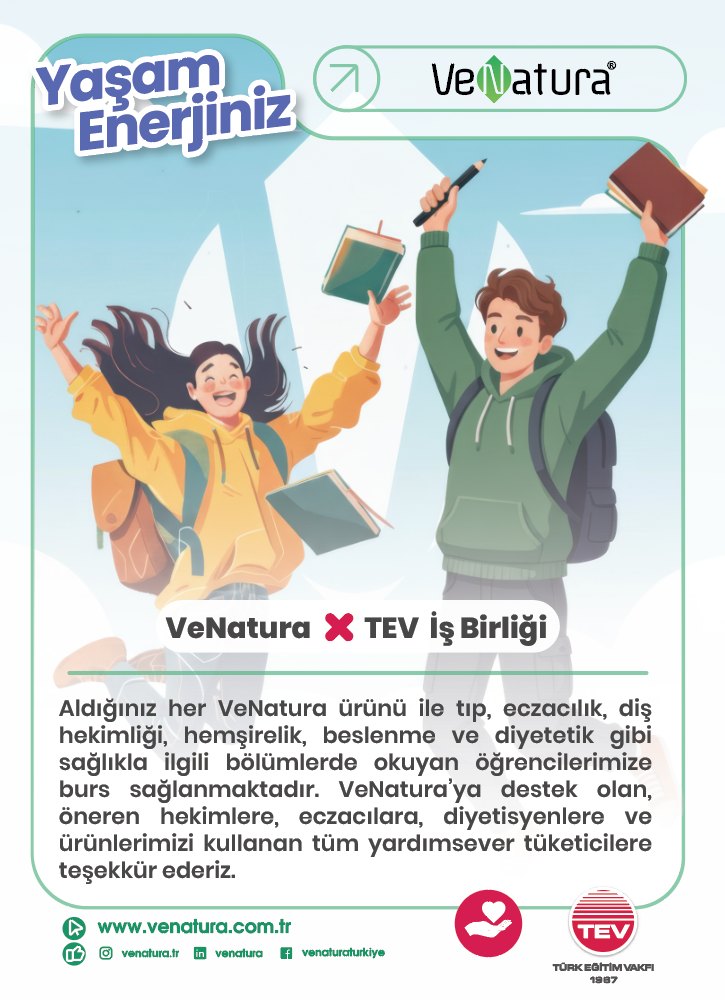 Yaşam
Enerjiniz
VeNatura®
VeNatura X TEV İş Birliği
Aldığınız her VeNatura ürünü ile tıp, eczacılık, diş
hekimliği, hemşirelik, beslenme ve diyetetik gibi
sağlıkla ilgili bölümlerde okuyan öğrencilerimize
burs sağlanmaktadır. VeNatura'ya destek olan,
öneren hekimlere, eczacılara, diyetisyenlere ve
ürünlerimizi kullanan tüm yardımsever tüketicilere
teşekkür ederiz.
www.venatura.com.tr
venatura.tr venatura venaturaturkiye
TEV
TÜRK EĞİTİM VAKFI
1967